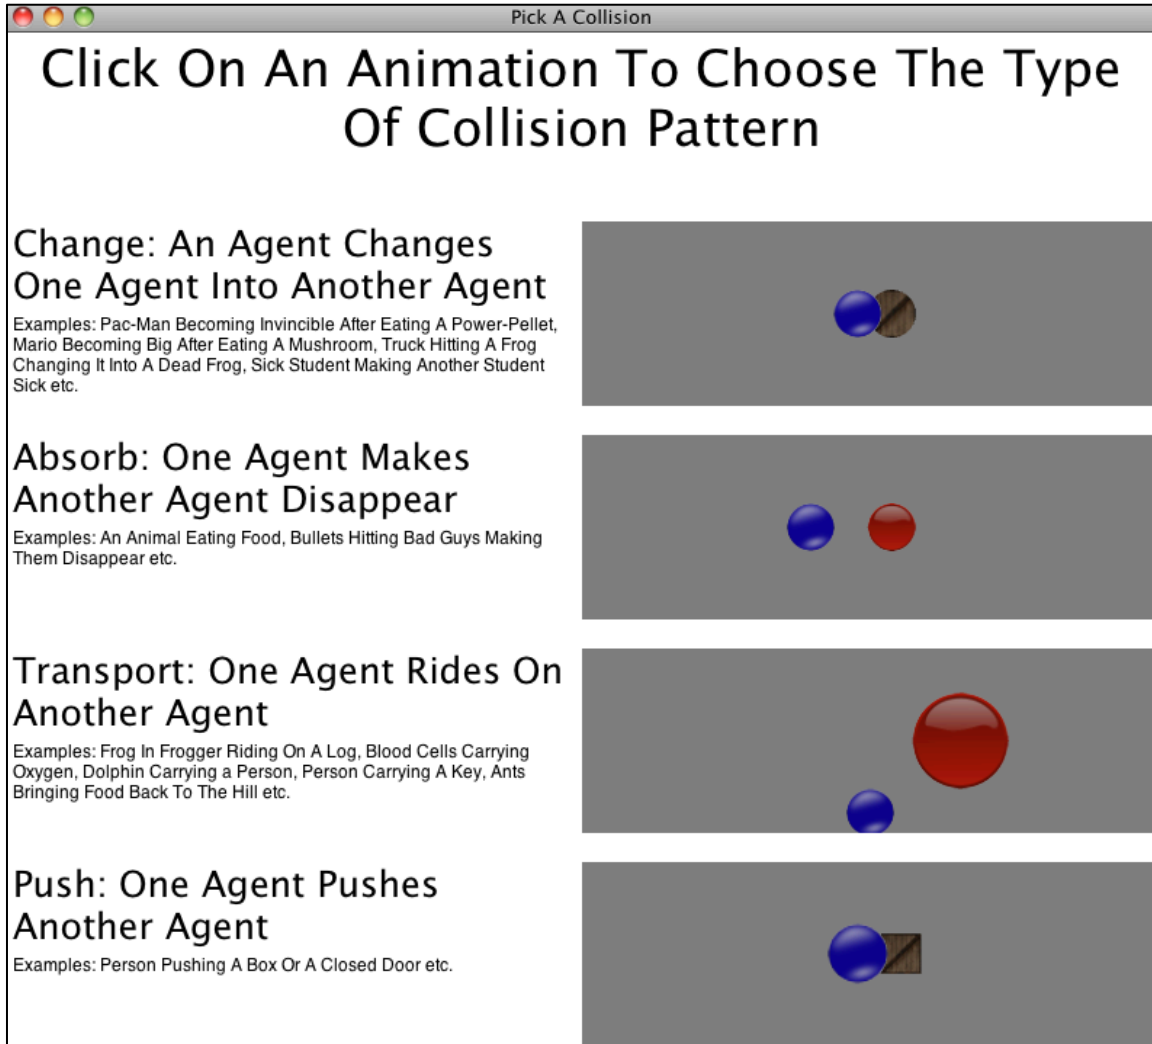 Pick A Collision
Click On An Animation To Choose The Type
Of Collision Pattern
Change: An Agent Changes
One Agent Into Another Agent
Examples: Pac-Man Becoming Invincible After Eating A Power-Pellet,
Mario Becoming Big After Eating A Mushroom, Truck Hitting A Frog
Changing It Into A Dead Frog, Sick Student Making Another Student
Sick etc.
Absorb: One Agent Makes
Another Agent Disappear
Examples: An Animal Eating Food, Bullets Hitting Bad Guys Making
Them Disappear etc.
Transport: One Agent Rides On
Another Agent
Examples: Frog In Frogger Riding On A Log, Blood Cells Carrying
Oxygen, Dolphin Carrying a Person, Person Carrying A Key, Ants
Bringing Food Back To The Hill etc.
Push: One Agent Pushes
Another Agent
Examples: Person Pushing A Box Or A Closed Door etc.